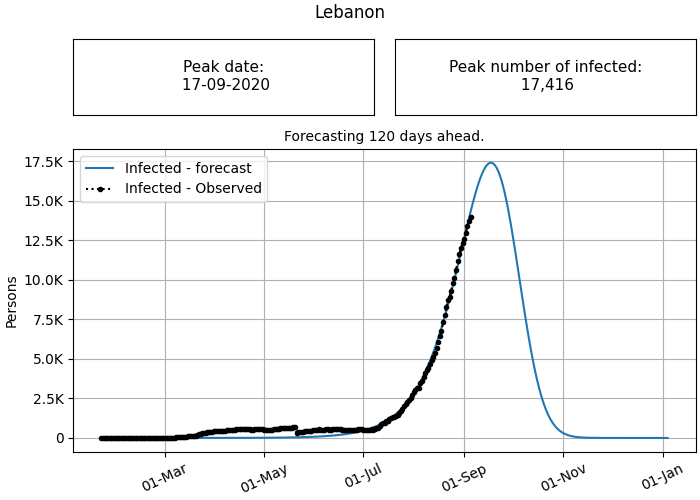 Lebanon
Peak date:
17-09-2020
Peak number of infected:
17,416
Forecasting 120 days ahead.
Infected - forecast
Infected - Observed
17.5K
15.0K
12.5K
10.0K
7.5K
5.0K
2.5K
0
Persons
01-Mar
01-May
01-Jul
01-Sep
01-Nov
01-Jan